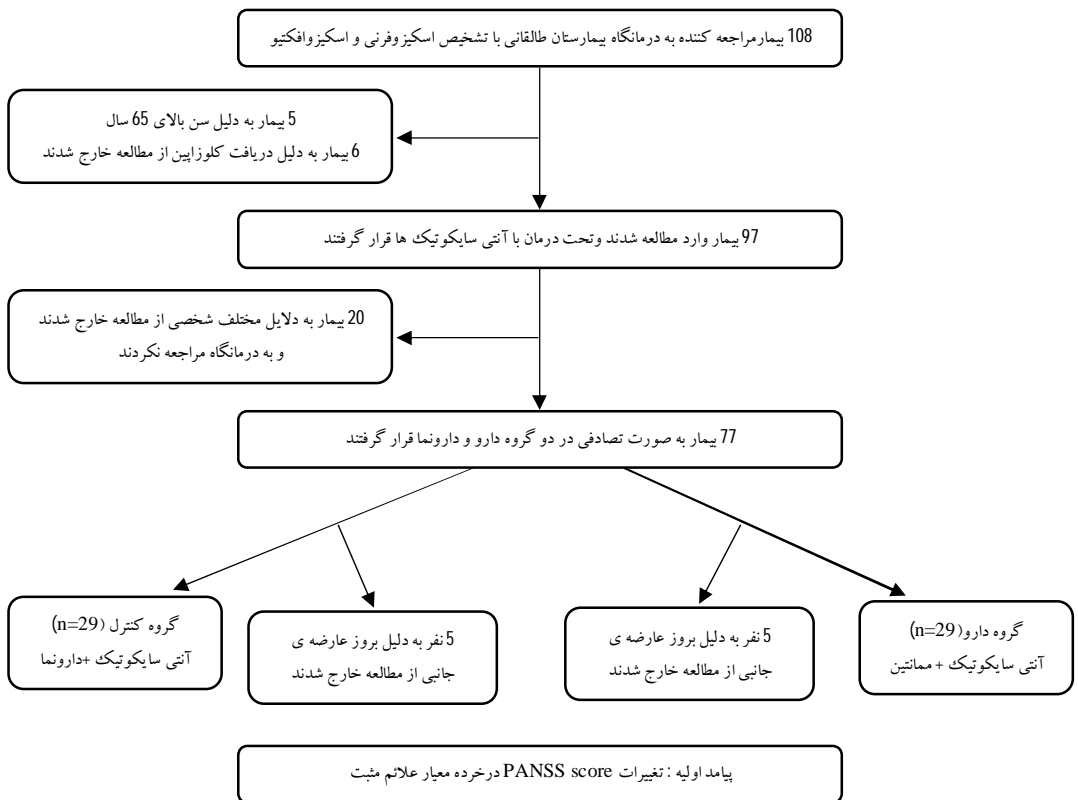 108 بیمارمراجعه کننده به درمانگاه بیمارستان طالقانی با تشخیص اسکیزوفرنی و اسکیزوافکتیو
5 بیمار به دلیل سن بالای 65 سال
6 بیمار به دلیل دریافت کلوزاپین از مطالعه خارج شدند
97 بیمار وارد مطالعه شدند وتحت درمان با آنتی سایکوتیک ها قرار گرفتند
20 بیمار به دلایل مختلف شخصی از مطالعه خارج شدند
و به درمانگاه مراجعه نکردند
77 بیمار به صورت تصادفی در دو گروه دارو و دارونما قرار گرفتند
گروه دارو(n=29)
آنتی سایکوتیک + ممانتین
5 نفر به دلیل بروز عارضه ی
جانبی از مطالعه خارج شدند
5 نفر به دلیل بروز عارضه ی
جانبی از مطالعه خارج شدند
گروه کنترل (n=29)
آنتی سایکوتیک +دارونما
پیامد اولیه : تغییرات PANSS score درخرده معیار علائم مثبت